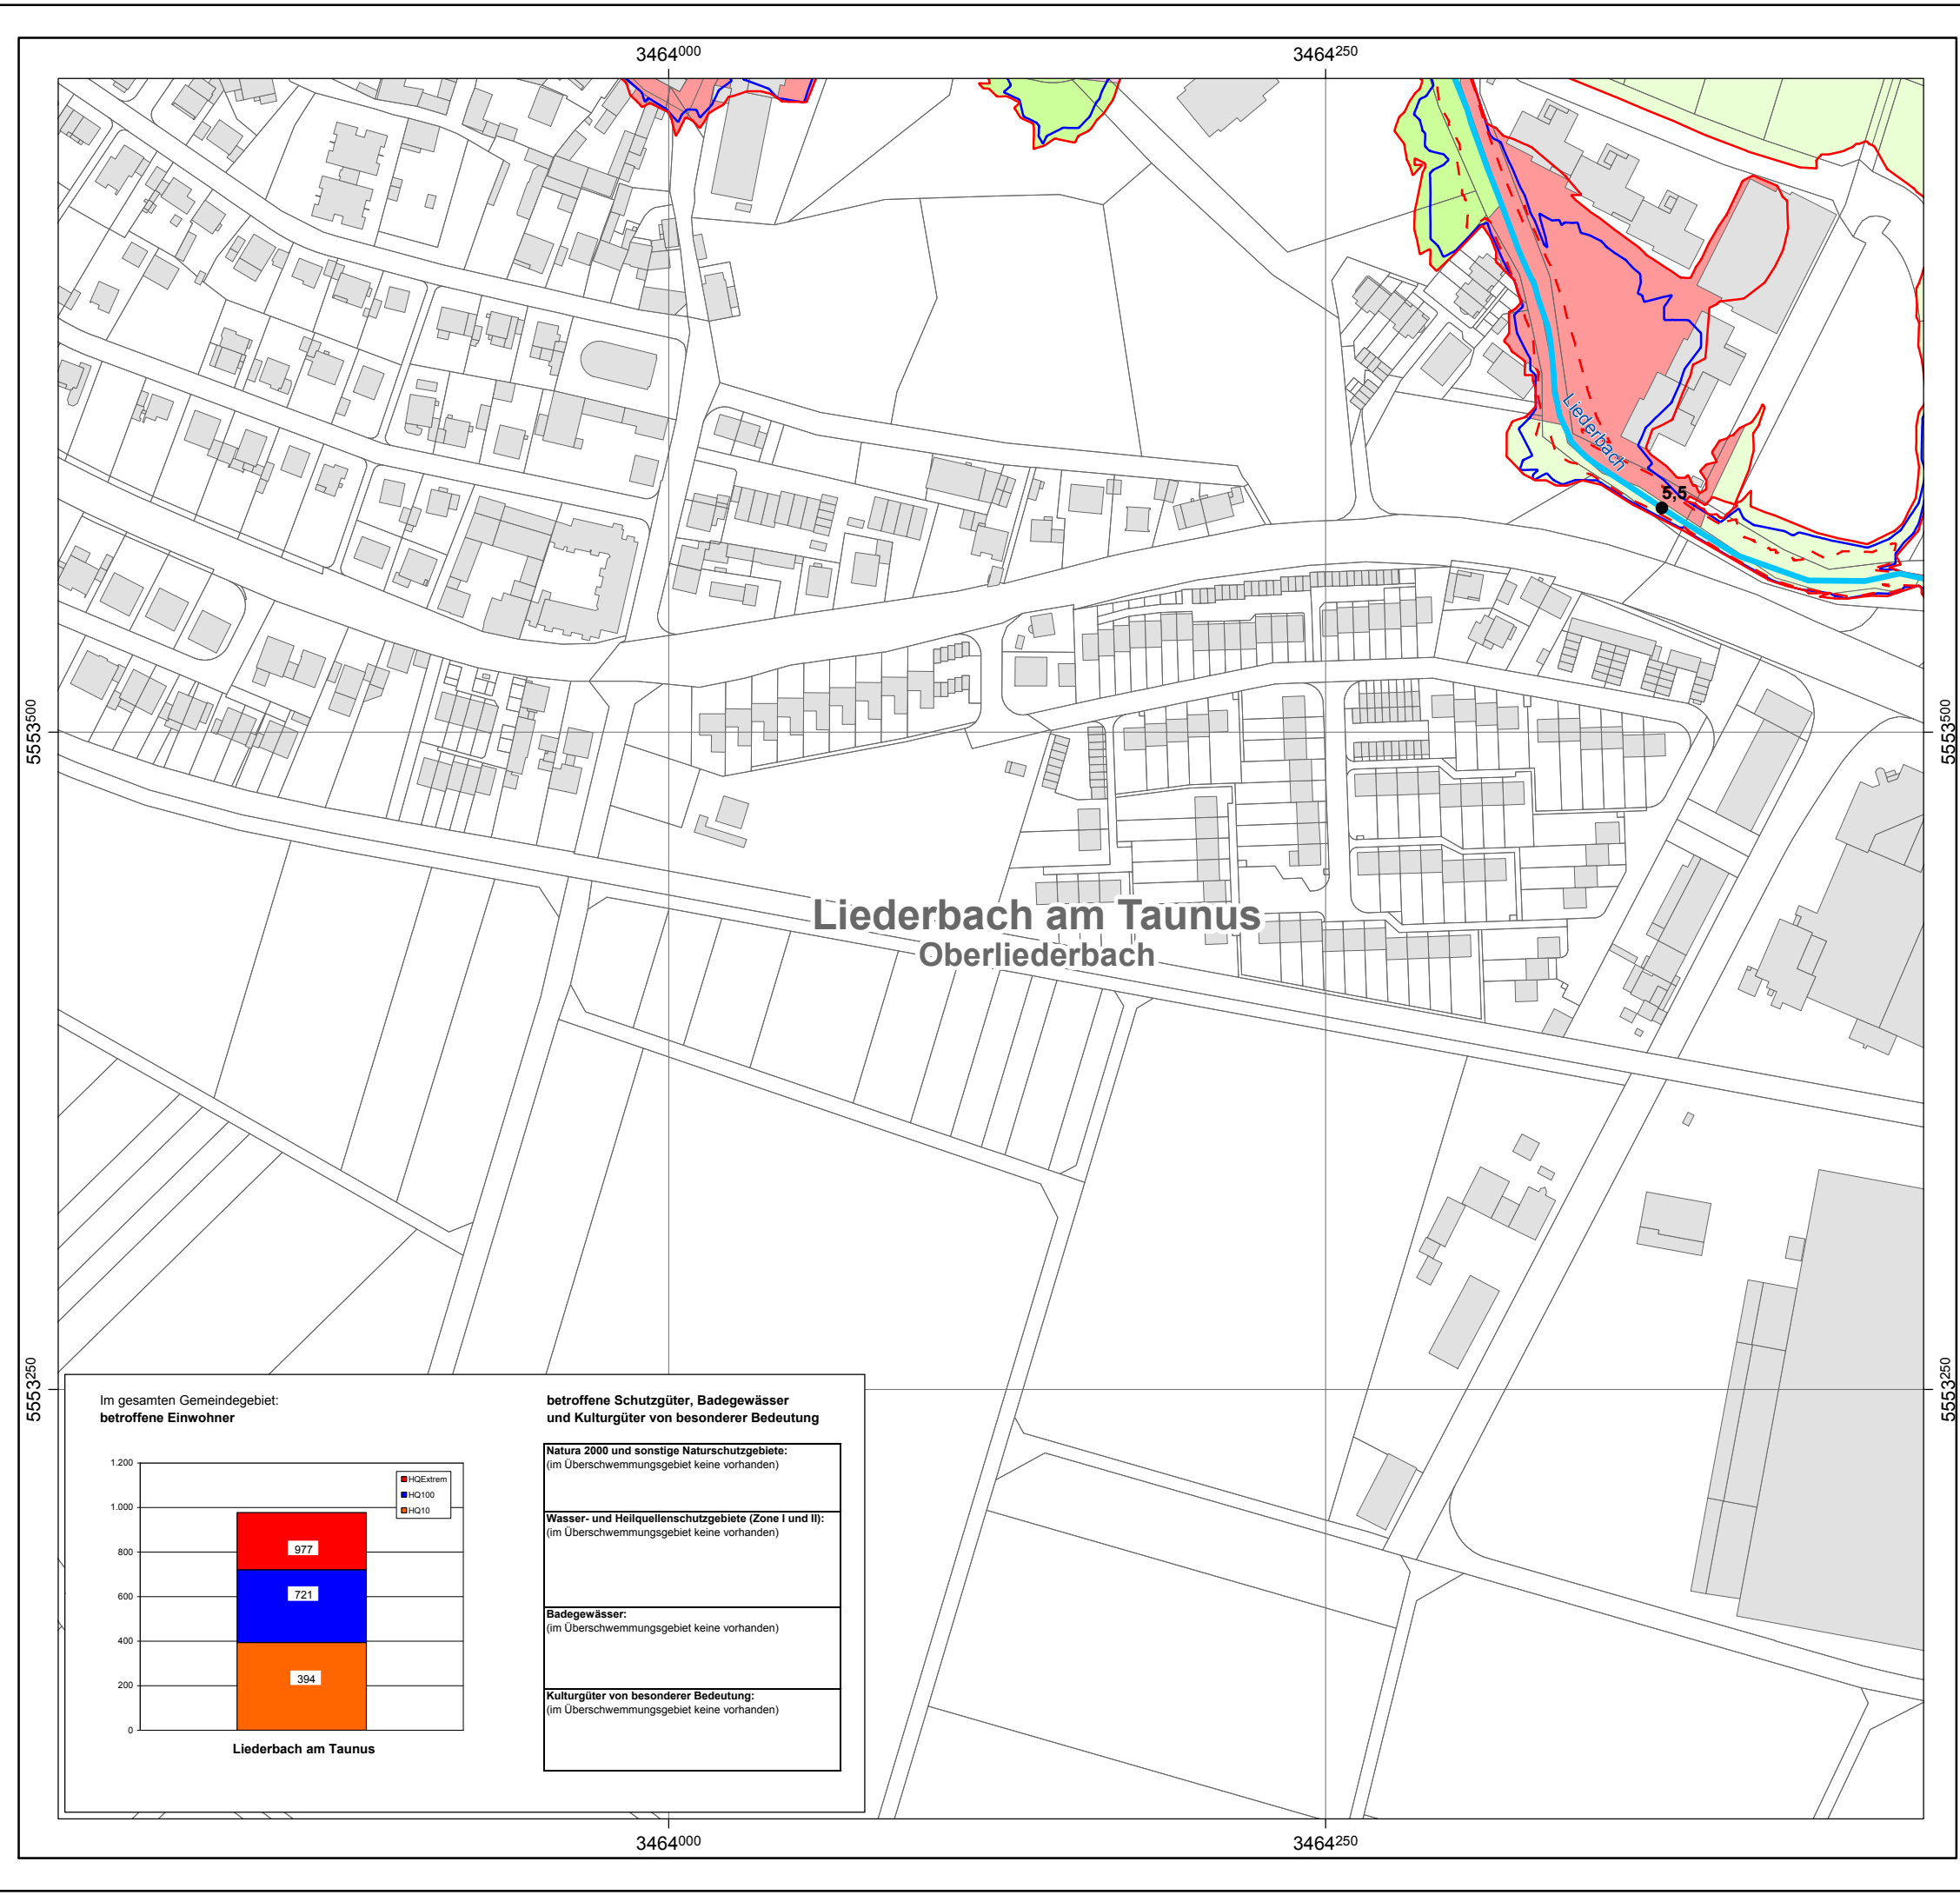 3464000
3464250
Liederbach
5,5
5553500
5553500
Liederbach am Taunus
Oberliederbach
5553250
5553250
Im gesamten Gemeindegebiet:
betroffene Einwohner
1.200
1.000
800
600
400
200
0
HQExtrem
HQ100
HQ10
977
721
394
Liederbach am Taunus
betroffene Schutzgüter, Badegewässer
und Kulturgüter von besonderer Bedeutung
Natura 2000 und sonstige Naturschutzgebiete:
(im Überschwemmungsgebiet keine vorhanden)
Wasser- und Heilquellenschutzgebiete (Zone I und II):
(im Überschwemmungsgebiet keine vorhanden)
Badegewässer:
(im Überschwemmungsgebiet keine vorhanden)
Kulturgüter von besonderer Bedeutung:
(im Überschwemmungsgebiet keine vorhanden)
3464000
3464250